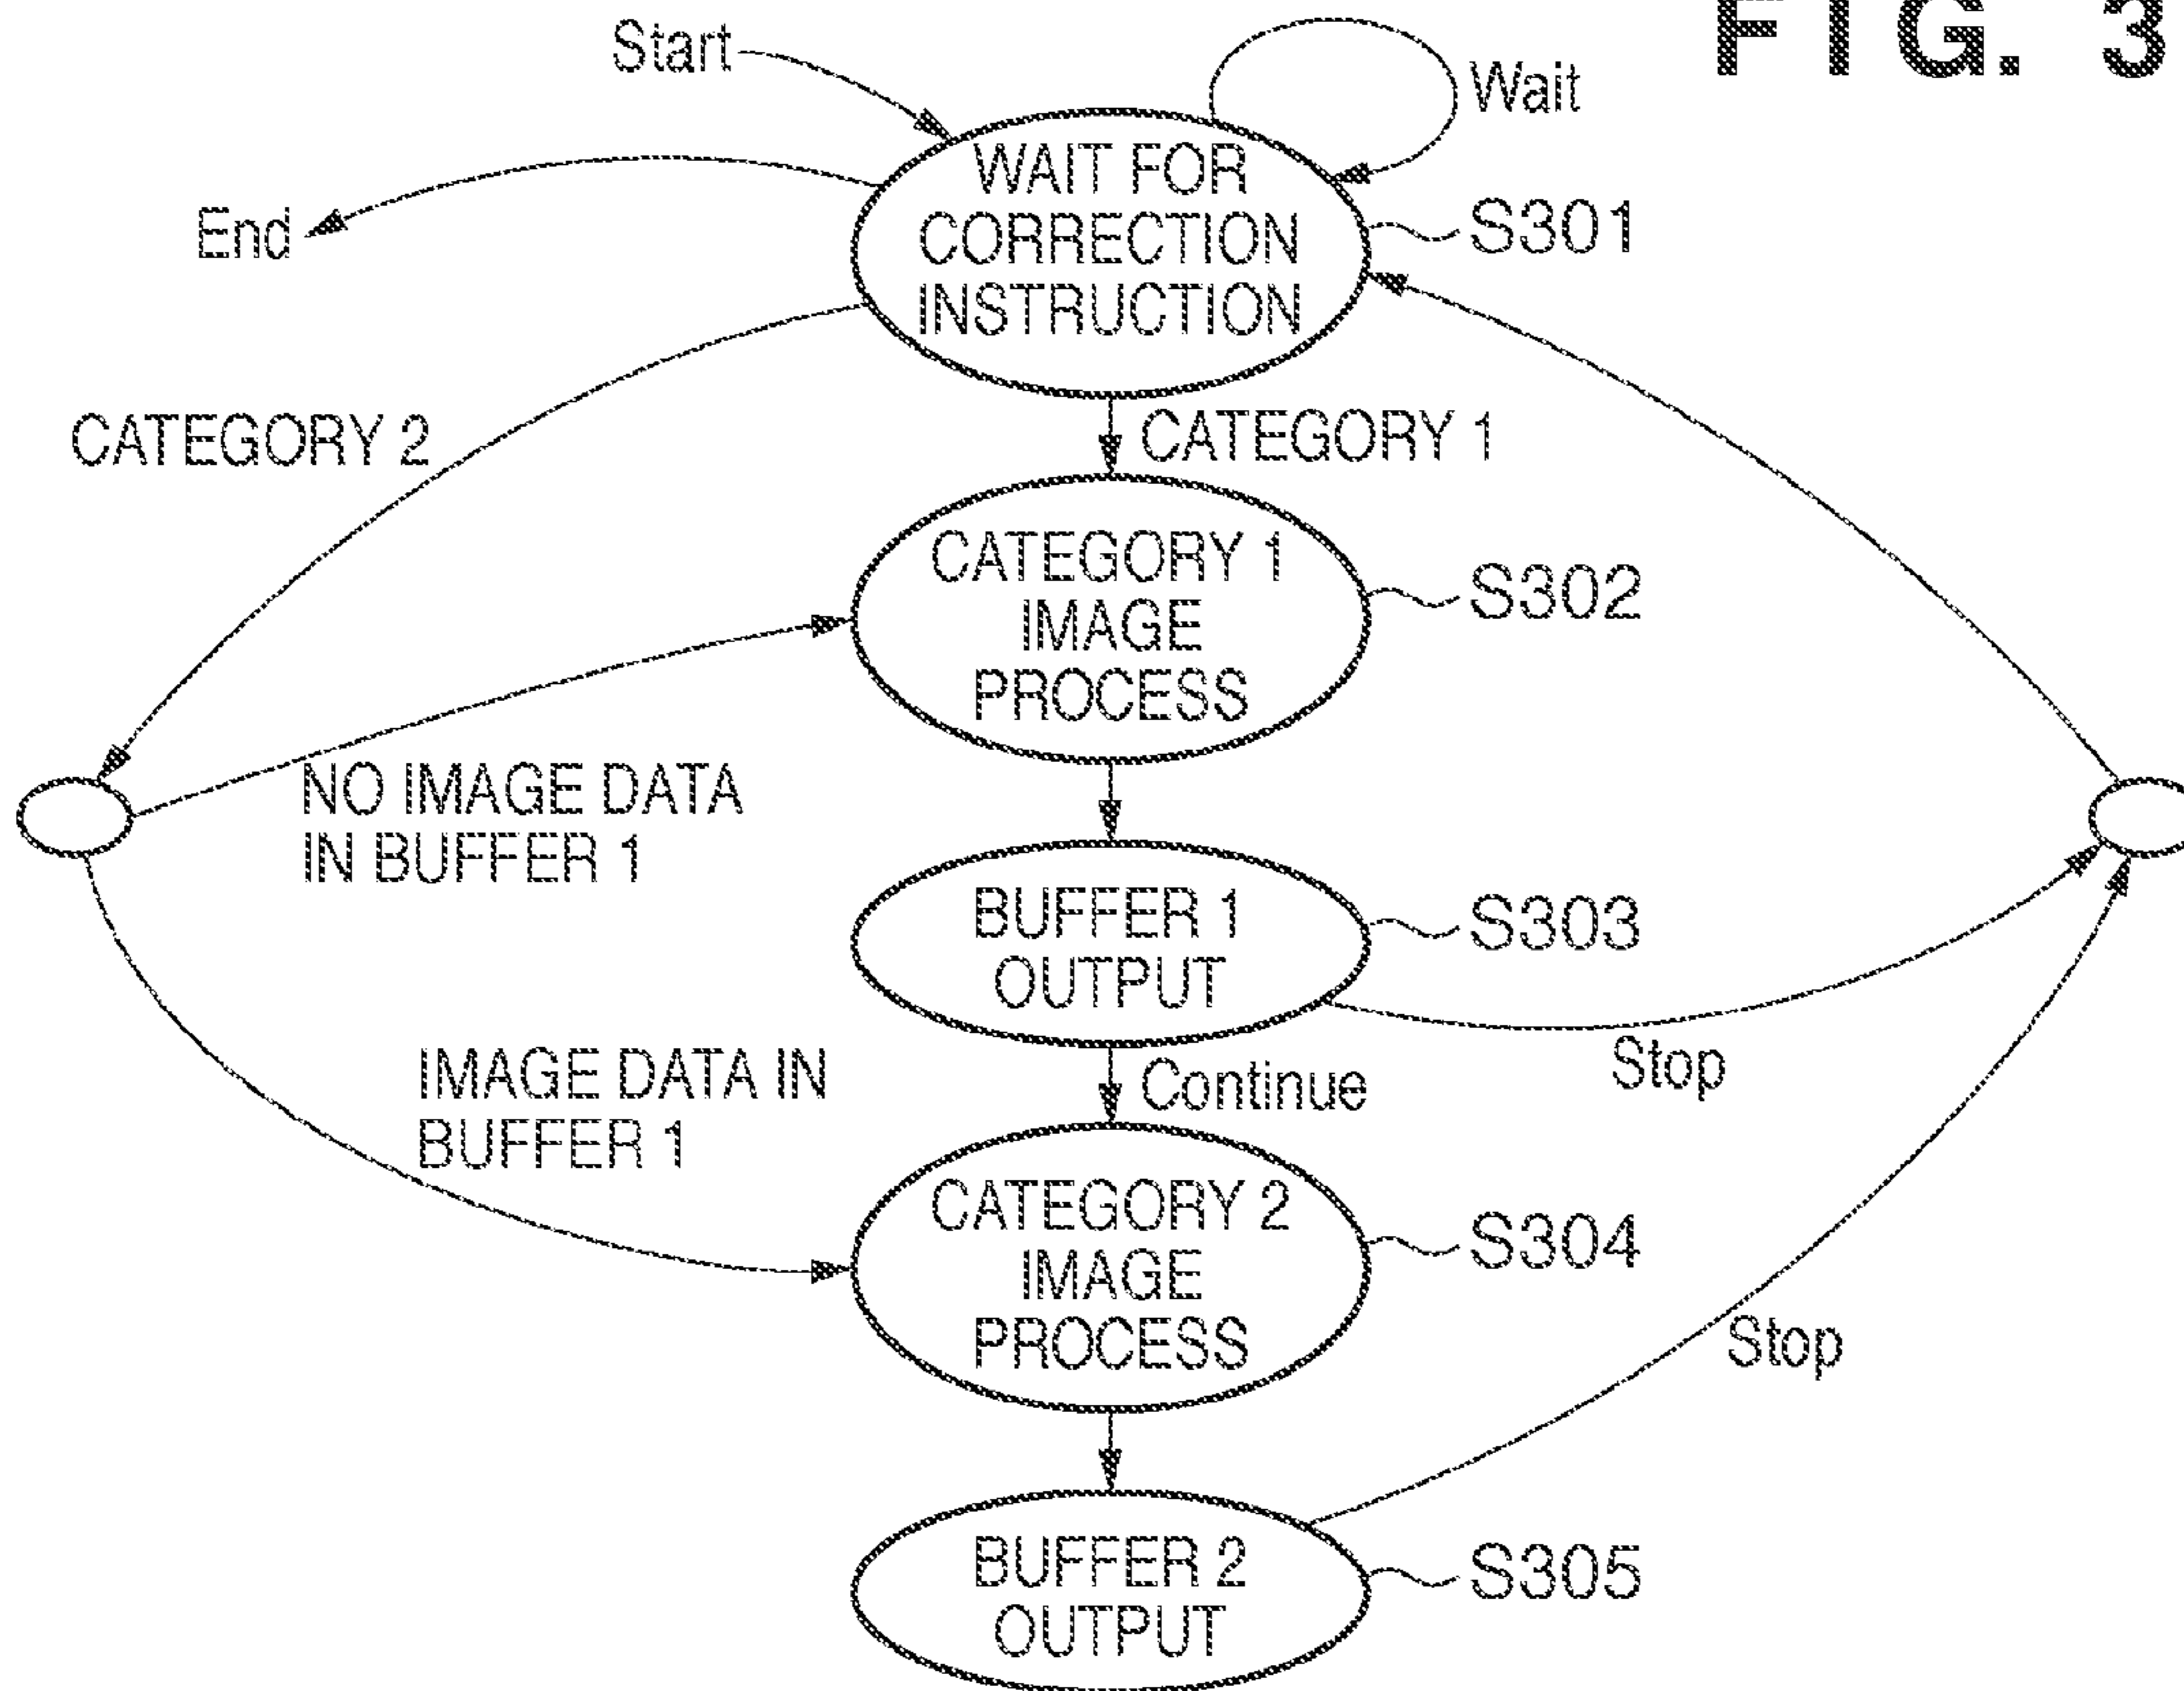 FIG. 3
Start
Wait
WAIT FOR
CORRECTION
INSTRUCTION
S301
End
CATEGORY 2
CATEGORY 1
CATEGORY 1
IMAGE
PROCESS
S302
NO IMAGE DATA
IN BUFFER 1
BUFFER 1
OUTPUT
S303
Stop
Continue
IMAGE DATA IN
BUFFER 1
CATEGORY 2
IMAGE
PROCESS
S304
Stop
BUFFER 2
OUTPUT
S305